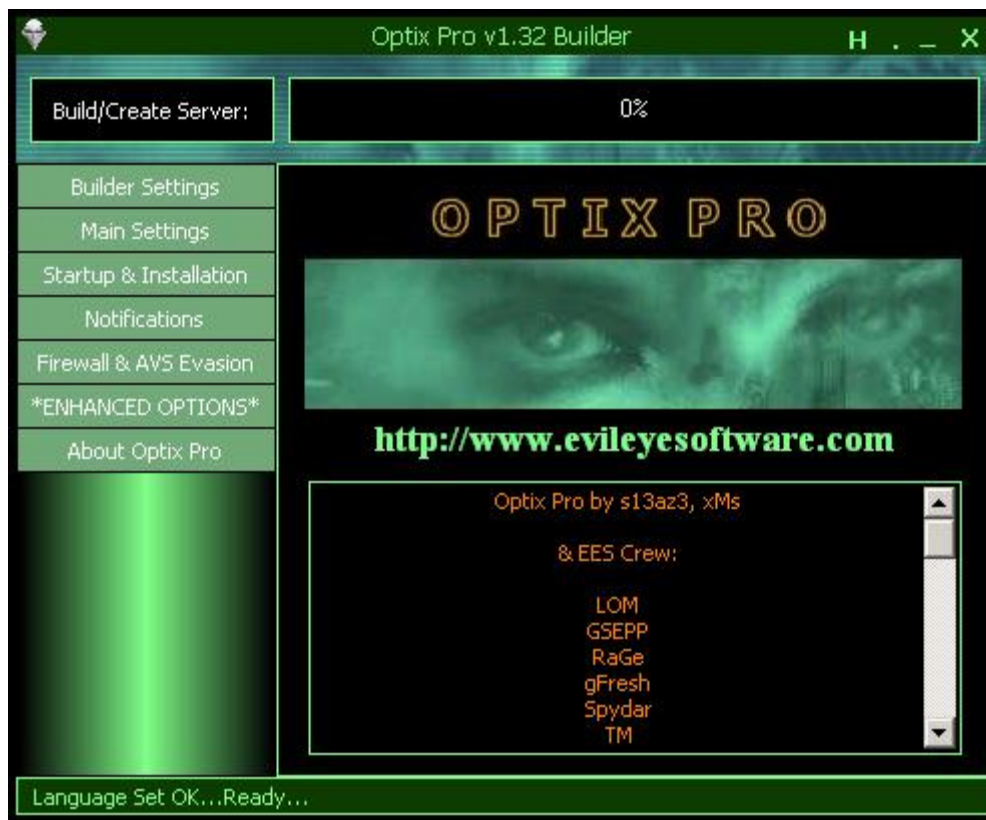 Optix Pro v1.32 Builder
H . _ X
Build/Create Server:
0%
Builder Settings
Main Settings
Startup & Installation
Notifications
Firewall & AVS Evasion
*ENHANCED OPTIONS*
About Optix Pro
OPTIX PRO
http://www.evileyesoftware.com
Optix Pro by s13az3, xMs
& EES Crew:
LOM
GSEPP
RaGe
gFresh
Spydar
TM
Language Set OK...Ready...